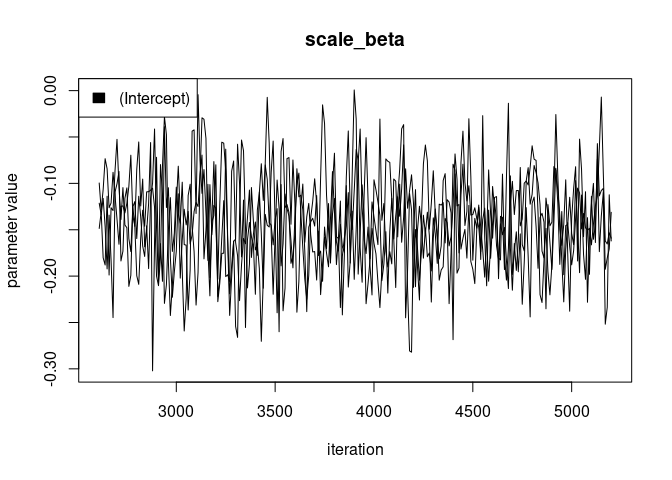 scale_beta
(Intercept)
0.00
-0.10
-0.20
-0.30
parameter value
3000 3500 4000 4500 5000
iteration